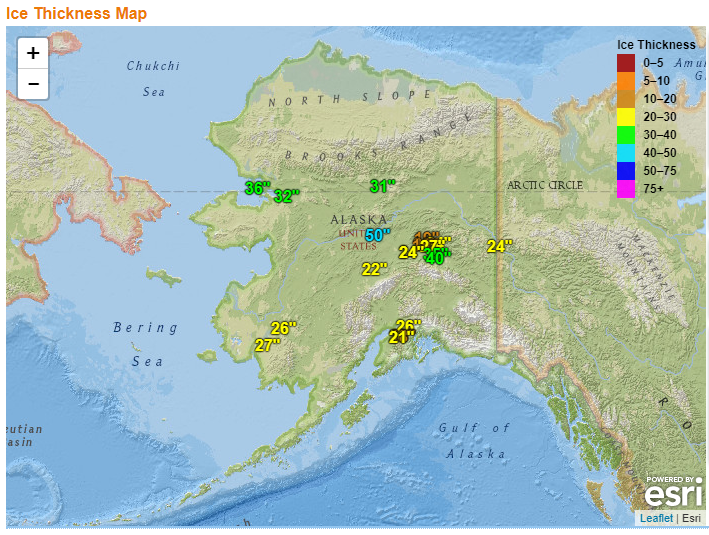 Ice Thickness Map
+
−
Chukchi
Sea
Ice Thickness
0–5
5–10
10–20
20–30
30–40
40–50
50–75
75+
NORTH SLOPE
BROOKS RANGE
36"
32"
31"
ARCTIC CIRCLE
ALASKA
UNITED
STATES
50"
27"
24"
40"
24"
22"
MACKENZIE
MOUNTAINS
Bering
Sea
26"
27"
26"
21"
Gulf of
Alaska
POWERED BY
esri
Leaflet | Esri